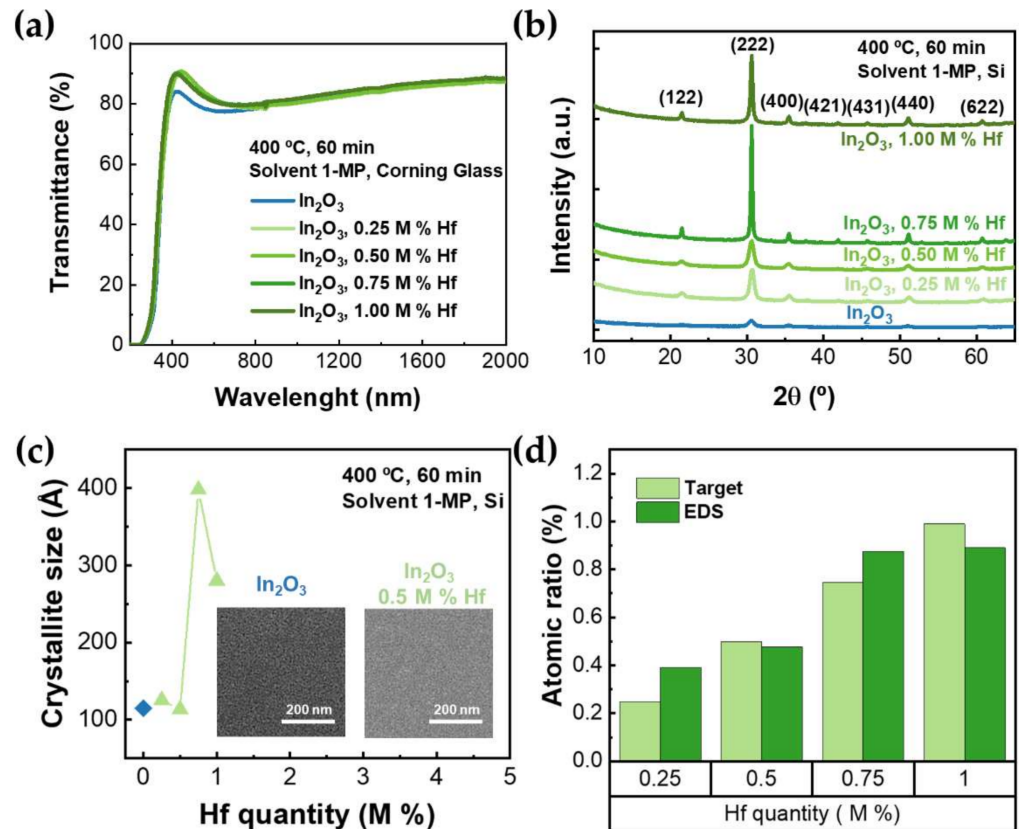 (a)
100
80
60
40
20
0
Transmittance (%)
400 ºC, 60 min
Solvent 1-MP, Corning Glass
In₂O₃
In₂O₃, 0.25 M % Hf
In₂O₃, 0.50 M % Hf
In₂O₃, 0.75 M % Hf
In₂O₃, 1.00 M % Hf
400 800 1200 1600 2000
Wavelenght (nm)
(b)
Intensity (a.u.)
400 ºC, 60 min
Solvent 1-MP, Si
(222)
(122) (400) (421) (431) (440) (622)
In₂O₃, 1.00 M % Hf
In₂O₃, 0.75 M % Hf
In₂O₃, 0.50 M % Hf
In₂O₃, 0.25 M % Hf
In₂O₃
10 20 30 40 50 60
2θ (º)
(c)
400
300
200
100
Crystallite size (Å)
400 ºC, 60 min
Solvent 1-MP, Si
In₂O₃
200 nm
In₂O₃
0.5 M % Hf
200 nm
0 1 2 3 4 5
Hf quantity (M %)
(d)
1.2
1.0
0.8
0.6
0.4
0.2
0.0
Atomic ratio (%)
Target
EDS
0.25 0.5 0.75 1
Hf quantity ( M %)